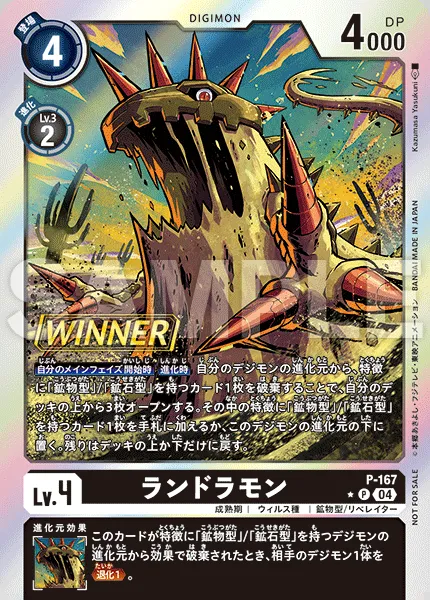 登場
4
DIGIMON
4000
DP
進化
Lv.3
2
Kazumasa Yasukuni
SAMPLE
WINNER
自分のメインフェイズ開始時 進化時 自分のデジモンの進化元から、特徴
に「鉱物型」/「鉱石型」を持つカード1枚を破棄することで、自分のデ
ッキの上から3枚オープンする。その中の特徴に「鉱物型」/「鉱石型」
を持つカード1枚を手札に加えるか、このデジモンの進化元の下に
置く。残りはデッキの上か下だけに戻す。
©本郷あきよし・フジテレビ・東映アニメーション BANDAI MADE IN JAPAN
NOT FOR SALE
Lv.4
ランドラモン
P-167
P 04
成熟期 | ウィルス種 | 鉱物型/リベレイター
進化元効果
このカードが特徴に「鉱物型」/「鉱石型」を持つデジモンの
進化元から効果で破棄されたとき、相手のデジモン1体を
退化1。